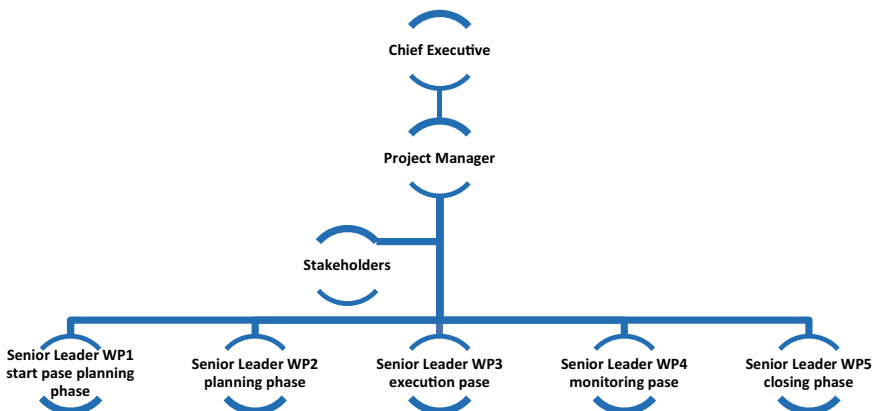 Chief Executive
Project Manager
Stakeholders
Senior Leader WP1
start pase planning
phase
Senior Leader WP2
planning phase
Senior Leader WP3
execution pase
Senior Leader WP4
monitoring pase
Senior Leader WP5
closing phase